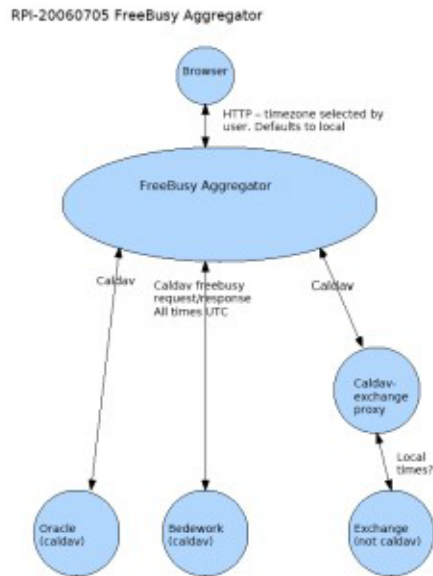 RPI-20060705 FreeBusy Aggregator
Browser
HTTP – timezone selected by
user. Defaults to local
FreeBusy Aggregator
Caldav
Caldav freebusy
request/response
All times UTC
Caldav
Caldav-
exchange
proxy
Local
times?
Oracle
(caldav)
Bedework
(caldav)
Exchange
(not caldav)